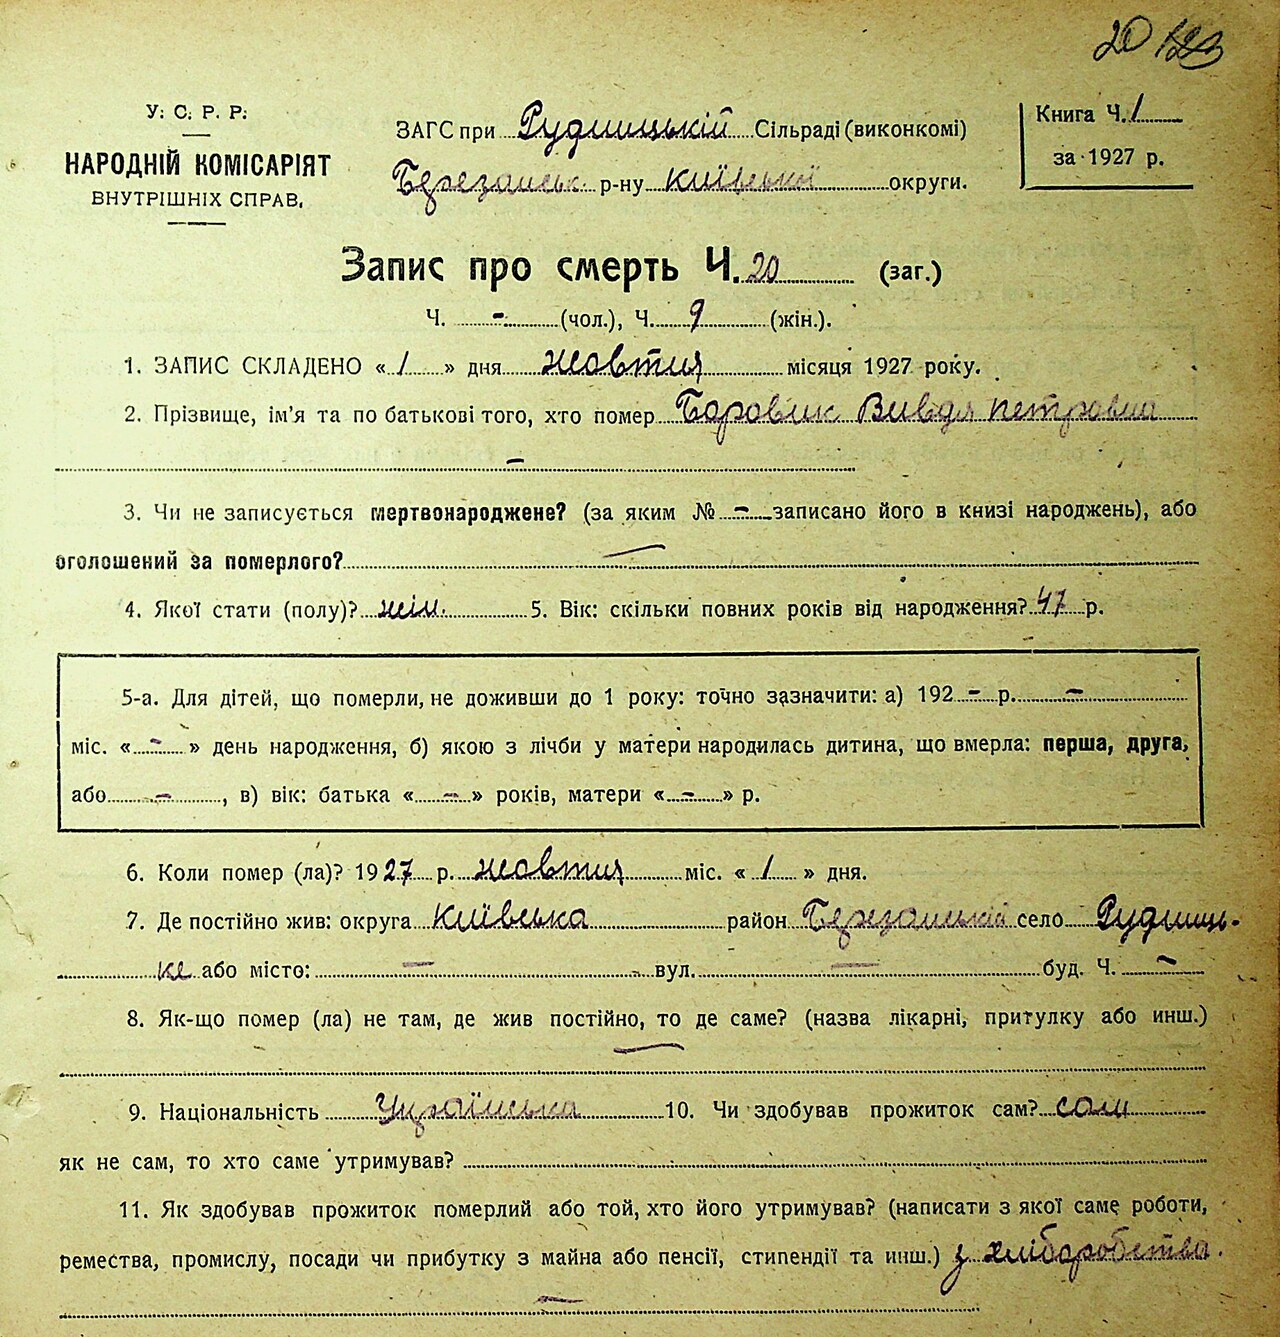 20 123
У. С. Р. Р.
НАРОДНІЙ КОМІСАРІЯТ
ВНУТРІШНІХ СПРАВ.
ЗАГС при Рудницькій Сільраді (виконкомі)
Березанськ. р-ну Київської округи.
Книга Ч. 1
за 1927 р.
Запис про смерть Ч. 20 (заг.)
Ч. - (чол.), Ч. 9 (жін.).
1. ЗАПИС СКЛАДЕНО « 1 » дня жовтня місяця 1927 року.
2. Прізвище, ім'я та по батькові того, хто помер Боровик Вивдя Петровна
-
3. Чи не записується мертвонароджене? (за яким № - записано його в книзі народжень), або
оголошений за померлого? -
4. Якої стати (полу)? жін. 5. Вік: скільки повних років від народження? 47 р.
5-а. Для дітей, що померли, не доживши до 1 року: точно зазначити: а) 192 - р. -
міс. « - » день народження, б) якою з лічби у матери народилась дитина, що вмерла: перша, друга,
або - , в) вік: батька « - » років, матери « - » р.
6. Коли помер (ла)? 1927 р. жовтня міс. « 1 » дня.
7. Де постійно жив: округа Київська район Березанський село Рудниць-
ке або місто: - вул. - буд. Ч. -
8. Як-що помер (ла) не там, де жив постійно, то де саме? (назва лікарні, притулку або инш.)
-
9. Національність Українська 10. Чи здобував прожиток сам? сам
як не сам, то хто саме утримував?
11. Як здобував прожиток померлий або той, хто його утримував? (написати з якої саме роботи,
ремества, промислу, посади чи прибутку з майна або пенсії, стипендії та инш.) з хліборобства.
-